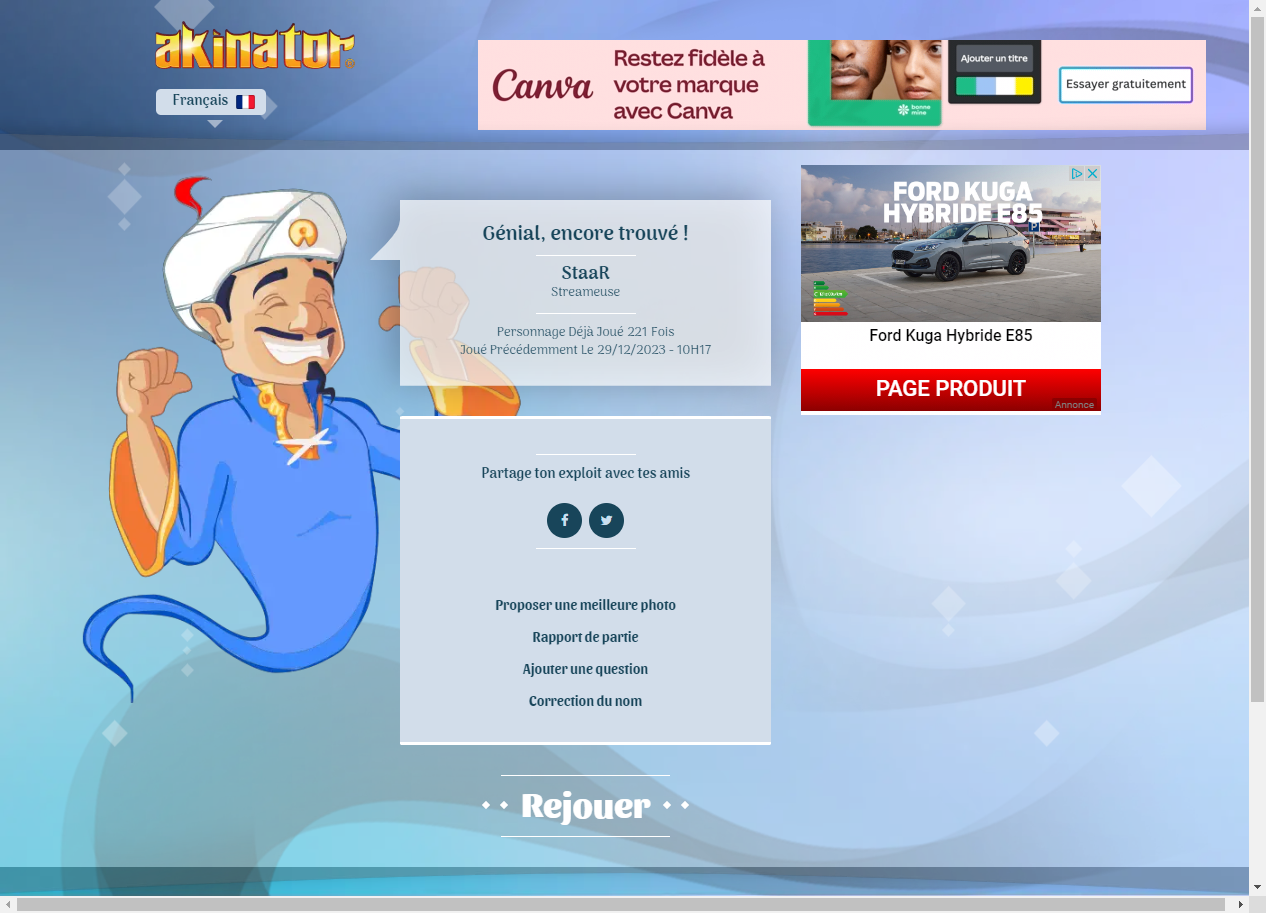 akinator
Français
Canva
Restez fidèle à
votre marque
avec Canva
bonne
mine
Ajouter un titre
Essayer gratuitement
Génial, encore trouvé !
StaaR
Streameuse
Personnage Déjà Joué 221 Fois
Joué Précédemment Le 29/12/2023 - 10H17
FORD KUGA
HYBRIDE E85
Ford Kuga Hybride E85
PAGE PRODUIT
Annonce
Partage ton exploit avec tes amis
Proposer une meilleure photo
Rapport de partie
Ajouter une question
Correction du nom
Rejouer